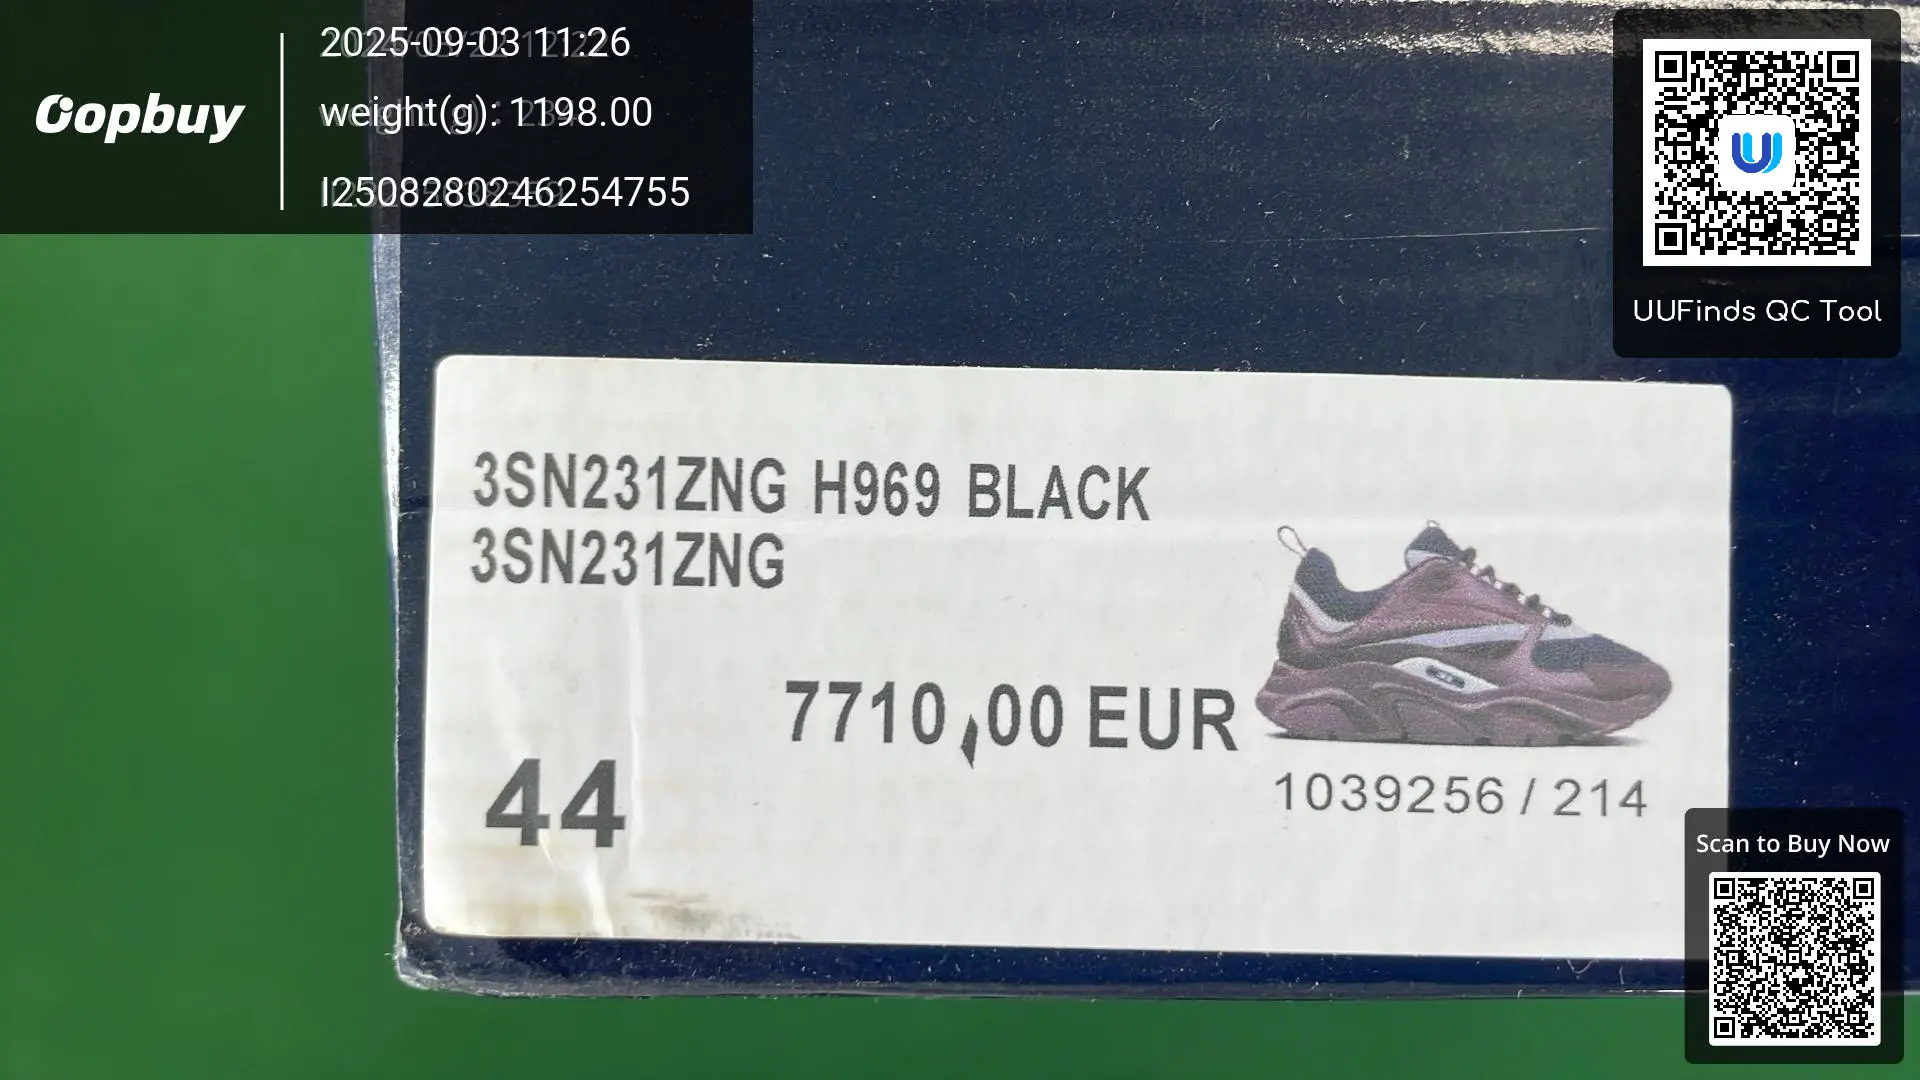 Oopbuy
2025-09-03 11:26
weight(g): 1198.00
I2508280246254755
UUFinds QC Tool
3SN231ZNG H969 BLACK
3SN231ZNG
7710,00 EUR
44
1039256 / 214
Scan to Buy Now